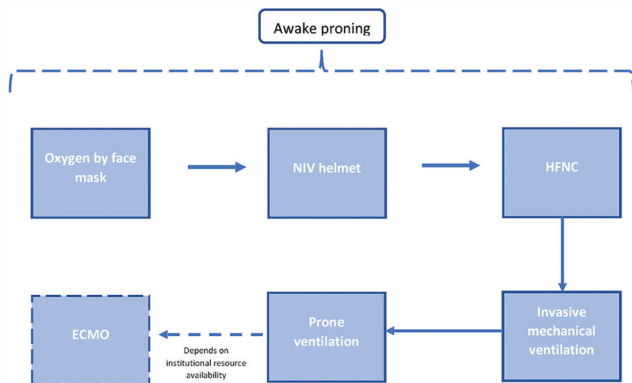 Awake proning
Oxygen by face
mask
NIV helmet
HFNC
ECMO
Depends on
institutional resource
availability
Prone
ventilation
Invasive
mechanical
ventilation